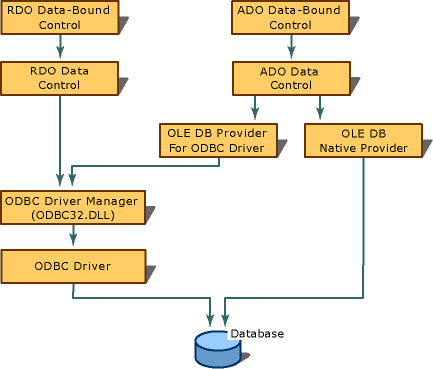 RDO Data-Bound
Control
ADO Data-Bound
Control
RDO Data
Control
ADO Data
Control
OLE DB Provider
For ODBC Driver
OLE DB
Native Provider
ODBC Driver Manager
(ODBC32.DLL)
ODBC Driver
Database